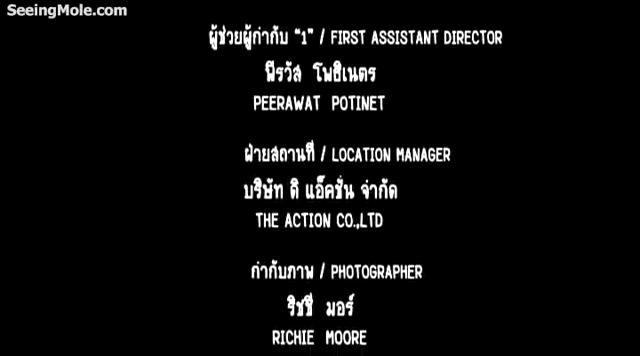 SeeingMole.com
ผู้ช่วยผู้กำกับ "1" / FIRST ASSISTANT DIRECTOR
พีรวัส โพธิเนตร
PEERAWAT POTINET
ฝ่ายสถานที่ / LOCATION MANAGER
บริษัท ดิ แอ็คชั่น จำกัด
THE ACTION CO.,LTD
กำกับภาพ / PHOTOGRAPHER
ริชชี่ มอร์
RICHIE MOORE